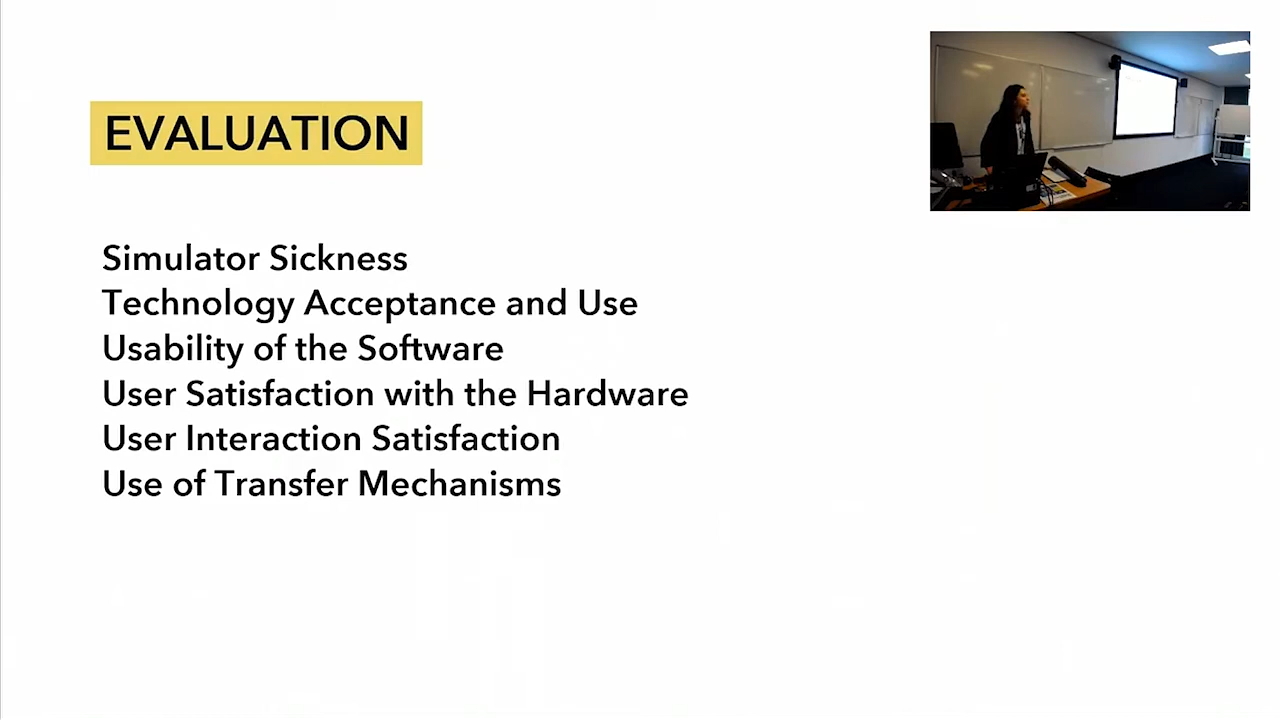 EVALUATION
Simulator Sickness
Technology Acceptance and Use
Usability of the Software
User Satisfaction with the Hardware
User Interaction Satisfaction
Use of Transfer Mechanisms